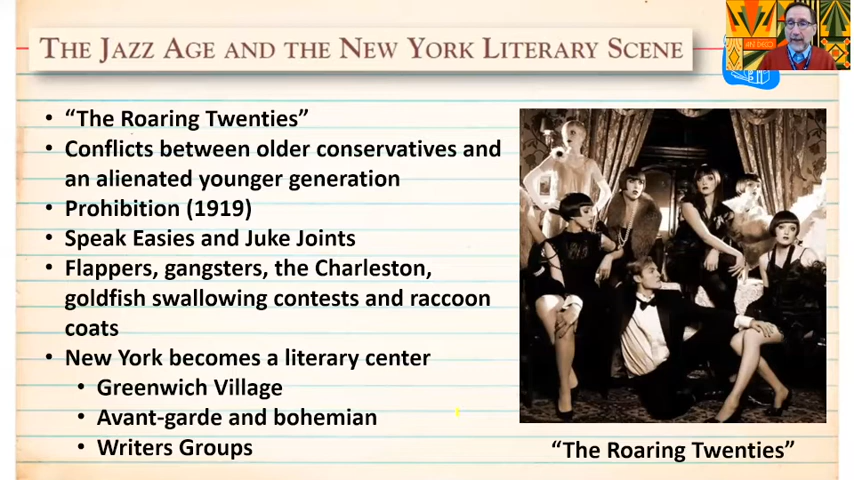 THE JAZZ AGE AND THE NEW YORK LITERARY SCENE
• “The Roaring Twenties”
• Conflicts between older conservatives and
an alienated younger generation
• Prohibition (1919)
• Speak Easies and Juke Joints
• Flappers, gangsters, the Charleston,
goldfish swallowing contests and raccoon
coats
• New York becomes a literary center
• Greenwich Village
• Avant-garde and bohemian
• Writers Groups
“The Roaring Twenties”